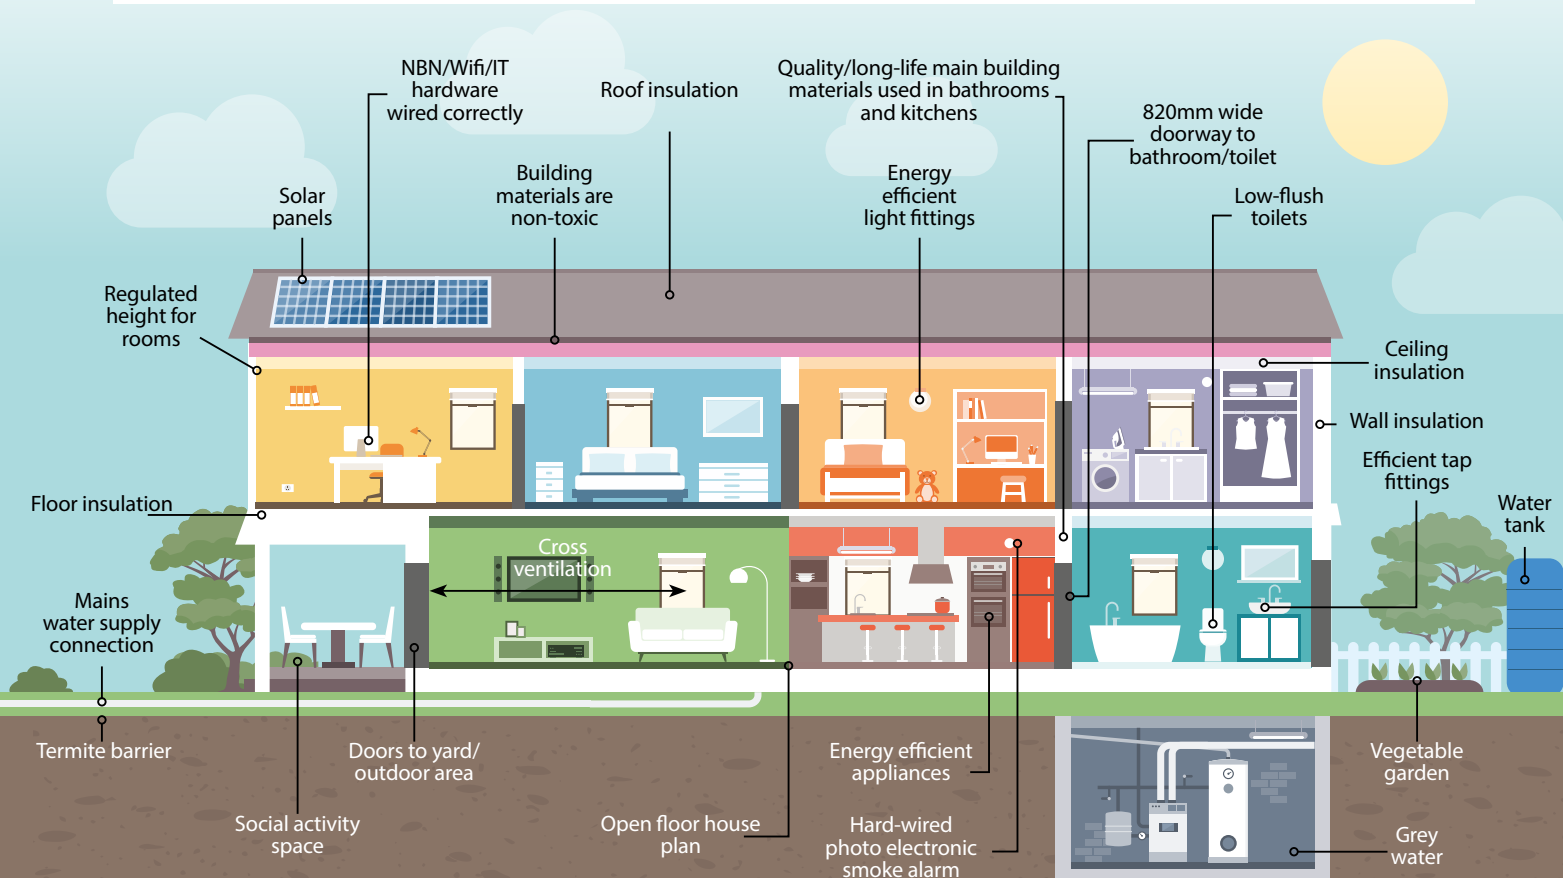 NBN/Wifi/IT
hardware
wired correctly
Roof insulation
Quality/long-life main building
materials used in bathrooms
and kitchens
820mm wide
doorway to
bathroom/toilet
Solar
panels
Building
materials are
non-toxic
Energy
efficient
light fittings
Low-flush
toilets
Regulated
height for
rooms
Ceiling
insulation
Wall insulation
Efficient tap
fittings
Floor insulation
Water
tank
Cross
ventilation
Mains
water supply
connection
Termite barrier
Doors to yard/
outdoor area
Energy efficient
appliances
Vegetable
garden
Social activity
space
Open floor house
plan
Hard-wired
photo electronic
smoke alarm
Grey
water